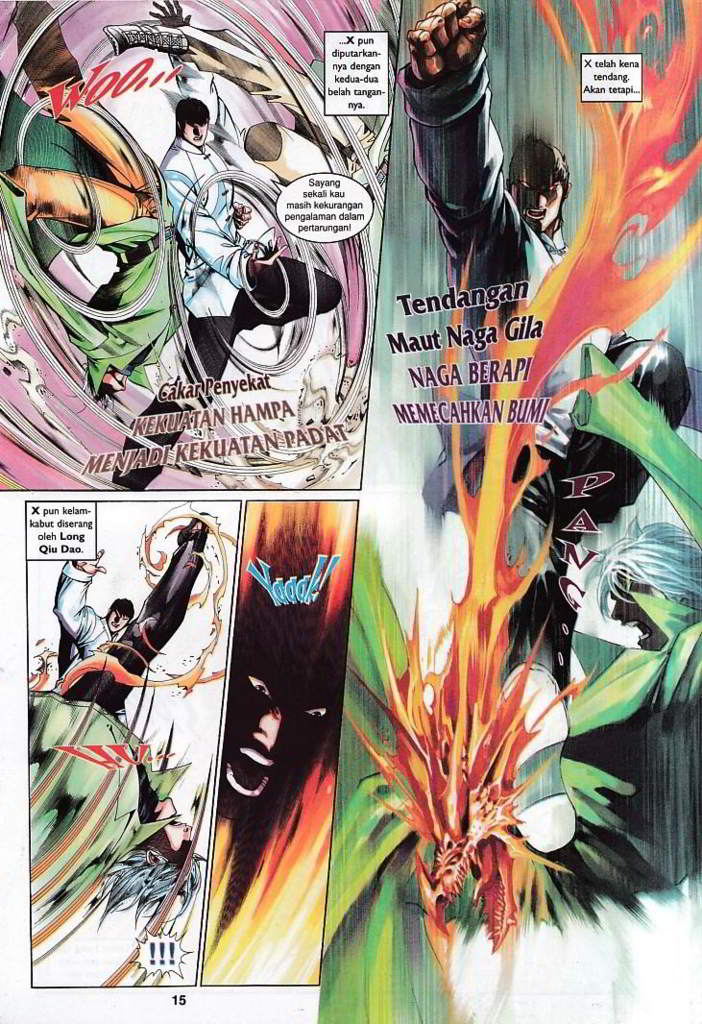 ...X pun
diputarkan-
nya dengan
kedua-dua
belah tangan-
nya.
WOO...
Sayang
sekali kau
masih kekurangan
pengalaman dalam
pertarungan!
Cakar Penyekat
KEKUATAN HAMPA
MENJADI KEKUATAN PADAT
X telah kena
tendang.
Akan tetapi...
Tendangan
Maut Naga Gila
NAGA BERAPI
MEMECAHKAN BUMI
PANG...
X pun kelam-
kabut diserang
oleh Long
Qiu Dao.
!!!
Yaaah!!
15